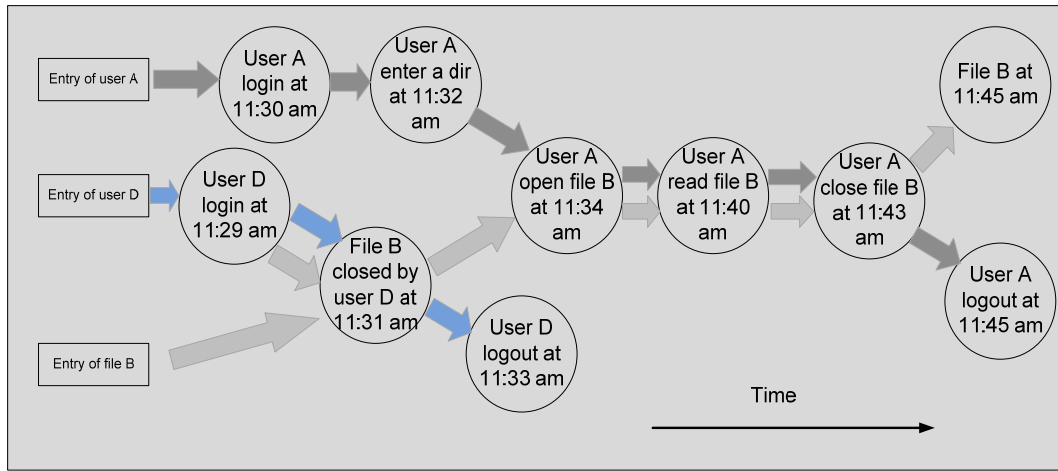 Entry of user A
User A
login at
11:30 am
User A
enter a dir
at 11:32
am
File B at
11:45 am
Entry of user D
User D
login at
11:29 am
User A
open file B
at 11:34
am
User A
read file B
at 11:40
am
User A
close file B
at 11:43
am
File B
closed by
user D at
11:31 am
User A
logout at
11:45 am
Entry of file B
User D
logout at
11:33 am
Time